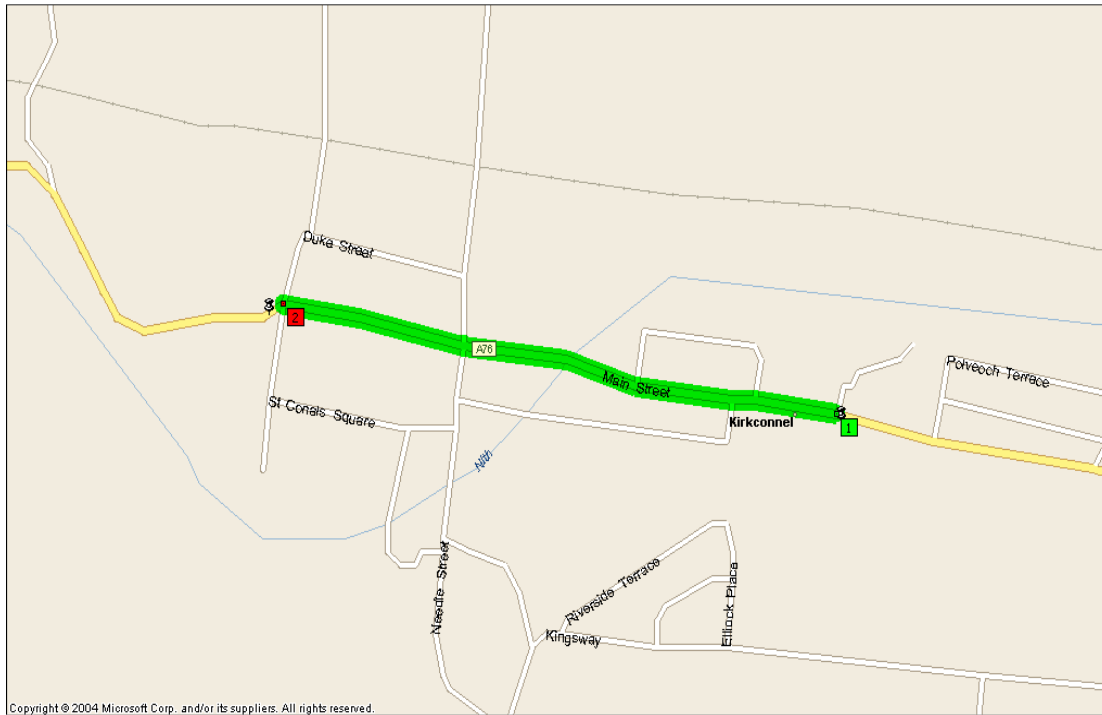 Duke Street
2
A76
Main Street
Polveoch Terrace
St Conals Square
Kirkconnel
1
Nith
Needle Street
Riverside Terrace
Elliock Place
Kingsway
Copyright © 2004 Microsoft Corp. and/or its suppliers. All rights reserved.